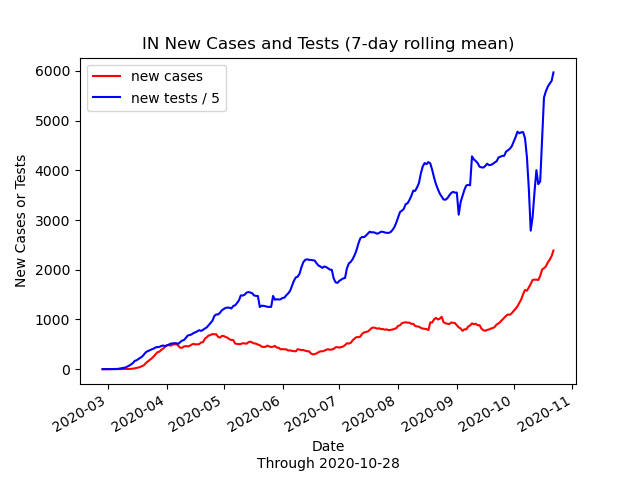 IN New Cases and Tests (7-day rolling mean)
new cases
new tests / 5
6000
5000
4000
3000
2000
1000
0
New Cases or Tests
2020-03
2020-04
2020-05
2020-06
2020-07
2020-08
2020-09
2020-10
2020-11
Date
Through 2020-10-28